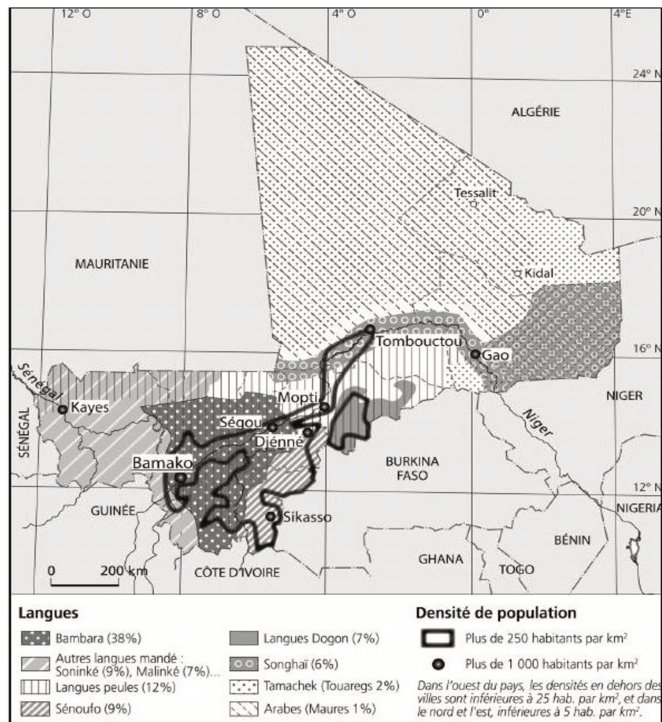 12° O 8° O 4° O 0° 4°E
24° N
ALGÉRIE
Tessalit
20° N
MAURITANIE
Kidal
Tombouctou
16° N
Gao
Sénégal
Mopti
Kayes
Ségou
NIGER
SÉNÉGAL
Djénné
Niger
Bamako
BURKINA
FASO
12° N
GUINÉE
Sikasso
NIGERIA
BÉNIN
GHANA
TOGO
CÔTE D'IVOIRE
0 200 km
Langues
Bambara (38%)
Autres langues mandé :
Soninké (9%), Malinké (7%)...
Langues peules (12%)
Sénoufo (9%)
Langues Dogon (7%)
Songhaï (6%)
Tamachek (Touaregs 2%)
Arabes (Maures 1%)
Densité de population
Plus de 250 habitants par km²
Plus de 1 000 habitants par km²
Dans l'ouest du pays, les densités en dehors des
villes sont inférieures à 25 hab. par km², et dans
le nord et l'est, inférieures à 5 hab. par km².